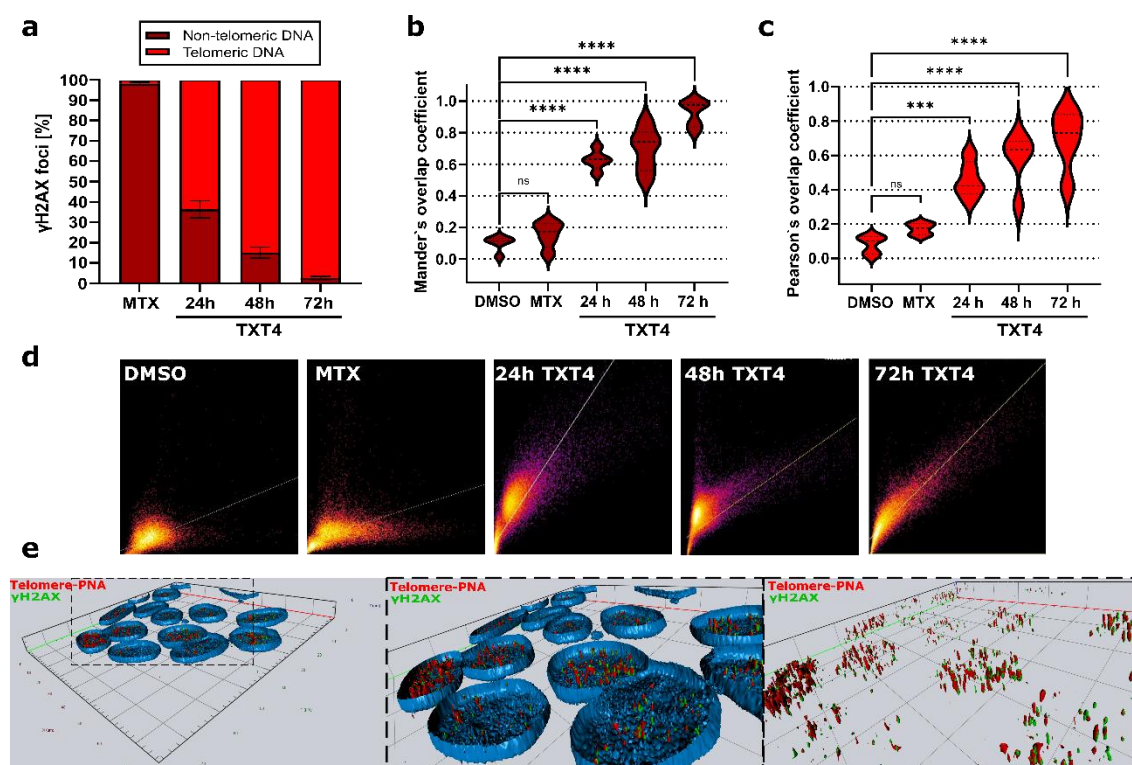 a
Non-telomeric DNA
Telomeric DNA
γH2AX foci [%]
100
90
80
70
60
50
40
30
20
10
0
MTX 24h 48h 72h
TXT4
b
Mander`s overlap coefficient
1.0
0.8
0.6
0.4
0.2
0.0
ns
****
****
****
DMSO MTX 24 h 48 h 72 h
TXT4
c
Pearson`s overlap coefficient
1.0
0.8
0.6
0.4
0.2
0.0
ns
***
****
****
DMSO MTX 24 h 48 h 72 h
TXT4
d
DMSO
MTX
24h TXT4
48h TXT4
72h TXT4
e
Telomere-PNA
γH2AX
Telomere-PNA
γH2AX
Telomere-PNA
γH2AX